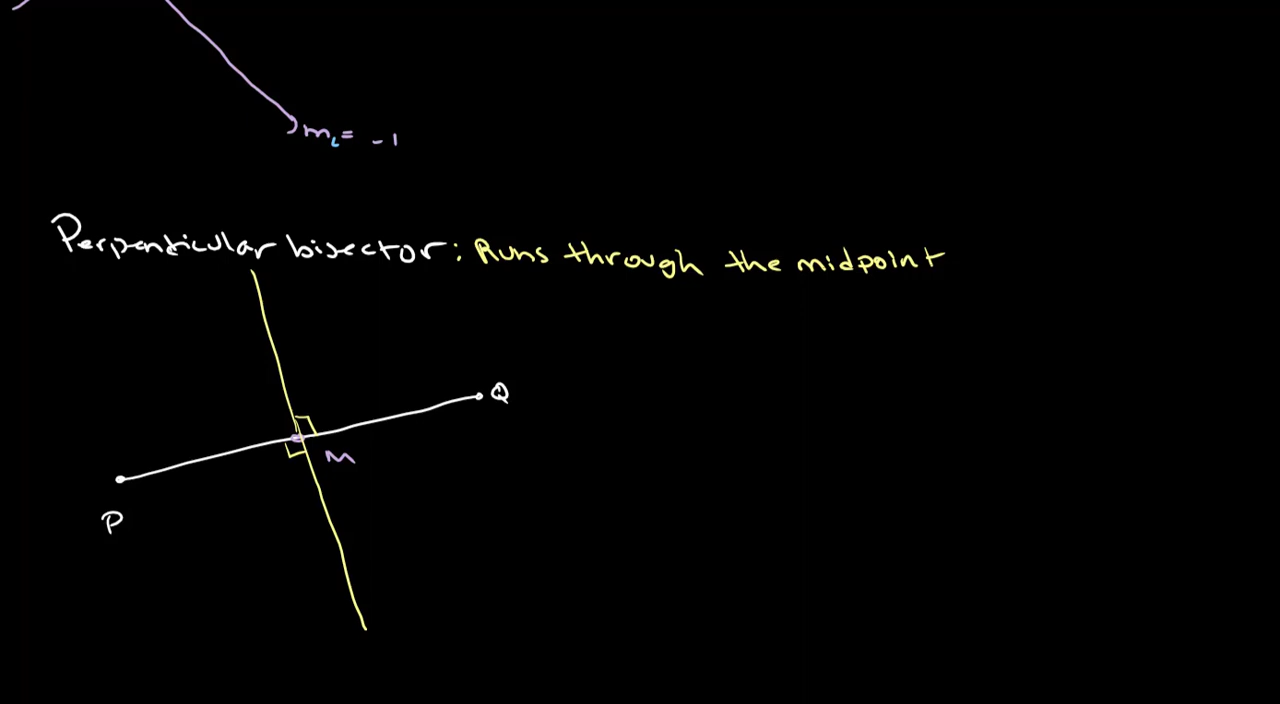 m⊥ = -1
Perpendicular bisector: Runs through the midpoint
Q
M
P